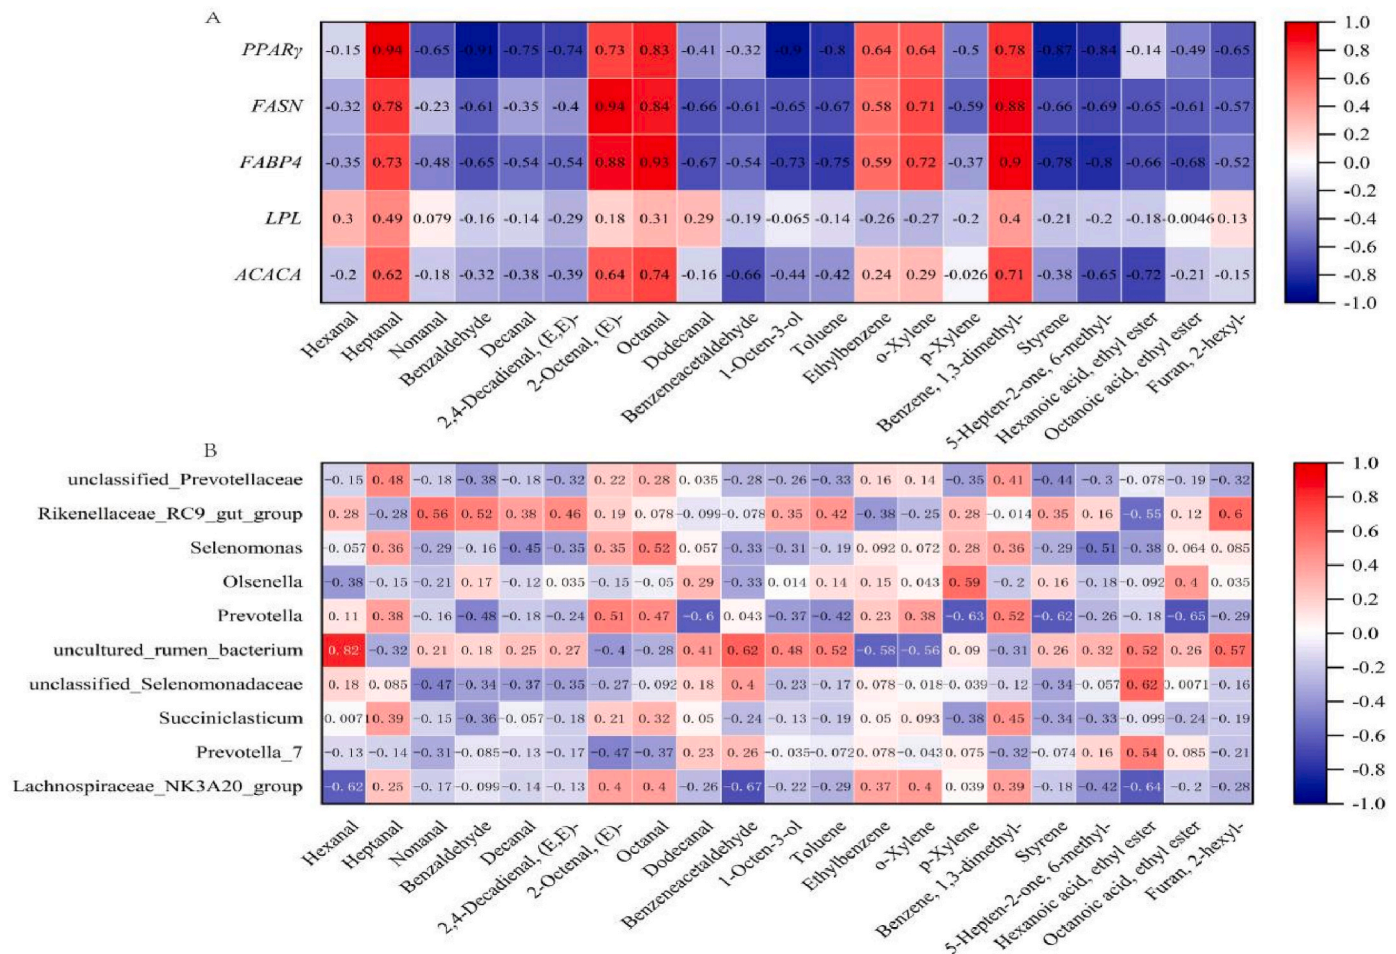 A
PPARγ -0.15 0.94 -0.65 -0.91 -0.75 -0.74 0.73 0.83 -0.41 -0.32 -0.9 -0.8 0.64 0.64 -0.5 0.78 -0.87 -0.84 -0.14 -0.49 -0.65
FASN -0.32 0.78 -0.23 -0.61 -0.35 -0.4 0.94 0.84 -0.66 -0.61 -0.65 -0.67 0.58 0.71 -0.59 0.88 -0.66 -0.69 -0.65 -0.61 -0.57
FABP4 -0.35 0.73 -0.48 -0.65 -0.54 -0.54 0.88 0.93 -0.67 -0.54 -0.73 -0.75 0.59 0.72 -0.37 0.9 -0.78 -0.8 -0.66 -0.68 -0.52
LPL 0.3 0.49 0.079 -0.16 -0.14 -0.29 0.18 0.31 0.29 -0.19 -0.065 -0.14 -0.26 -0.27 -0.2 0.4 -0.21 -0.2 -0.18 -0.0046 0.13
ACACA -0.2 0.62 -0.18 -0.32 -0.38 -0.39 0.64 0.74 -0.16 -0.66 -0.44 -0.42 0.24 0.29 -0.026 0.71 -0.38 -0.65 -0.72 -0.21 -0.15
1.0
0.8
0.6
0.4
0.2
0.0
-0.2
-0.4
-0.6
-0.8
-1.0
Hexanal
Heptanal
Nonanal
Benzaldehyde
Decanal
2,4-Decadienal, (E,E)-
2-Octenal, (E)-
Octanal
Dodecanal
Benzeneacetaldehyde
1-Octen-3-ol
Toluene
Ethylbenzene
o-Xylene
p-Xylene
Benzene, 1,3-dimethyl-
Styrene
5-Hepten-2-one, 6-methyl-
Hexanoic acid, ethyl ester
Octanoic acid, ethyl ester
Furan, 2-hexyl-
B
unclassified_Prevotellaceae -0.15 0.48 -0.18 -0.38 -0.18 -0.32 0.22 0.28 0.035 -0.28 -0.26 -0.33 0.16 0.14 -0.35 0.41 -0.44 -0.3 -0.078 -0.19 -0.32
Rikenellaceae_RC9_gut_group 0.28 -0.28 0.56 0.52 0.38 0.46 0.19 0.078 -0.099 -0.078 0.35 0.42 -0.38 -0.25 0.28 -0.014 0.35 0.16 -0.55 0.12 0.6
Selenomonas -0.057 0.36 -0.29 -0.16 -0.45 -0.35 0.35 0.52 0.057 -0.33 -0.31 -0.19 0.092 0.072 0.28 0.36 -0.29 -0.51 -0.38 0.064 0.085
Olsenella -0.38 -0.15 -0.21 0.17 -0.12 0.035 -0.15 -0.05 0.29 -0.33 0.014 0.14 0.15 0.043 0.59 -0.2 0.16 -0.18 -0.092 0.4 0.035
Prevotella 0.11 0.38 -0.16 -0.48 -0.18 -0.24 0.51 0.47 -0.6 0.043 -0.37 -0.42 0.23 0.38 -0.63 0.52 -0.62 -0.26 -0.18 -0.65 -0.29
uncultured_rumen_bacterium 0.82 -0.32 0.21 0.18 0.25 0.27 -0.4 -0.28 0.41 0.62 0.48 0.52 -0.58 -0.56 0.09 -0.31 0.26 0.32 0.52 0.26 0.57
unclassified_Selenomonadaceae 0.18 0.085 -0.47 -0.34 -0.37 -0.35 -0.27 -0.092 0.18 0.4 -0.23 -0.17 0.078 -0.018 -0.039 -0.12 -0.34 -0.057 0.62 0.0071 -0.16
Succiniclasticum 0.0071 0.39 -0.15 -0.36 -0.057 -0.18 0.21 0.32 0.05 -0.24 -0.13 -0.19 0.05 0.093 -0.38 0.45 -0.34 -0.33 -0.099 -0.24 -0.19
Prevotella_7 -0.13 -0.14 -0.31 -0.085 -0.13 -0.17 -0.47 -0.37 0.23 0.26 -0.035 -0.072 0.078 -0.043 0.075 -0.32 -0.074 0.16 0.54 0.085 -0.21
Lachnospiraceae_NK3A20_group -0.62 0.25 -0.17 -0.099 -0.14 -0.13 0.4 0.4 -0.26 -0.67 -0.22 -0.29 0.37 0.4 0.039 0.39 -0.18 -0.42 -0.64 -0.2 -0.28
1.0
0.8
0.6
0.4
0.2
0.0
-0.2
-0.4
-0.6
-0.8
-1.0
Hexanal
Heptanal
Nonanal
Benzaldehyde
Decanal
2,4-Decadienal, (E,E)-
2-Octenal, (E)-
Octanal
Dodecanal
Benzeneacetaldehyde
1-Octen-3-ol
Toluene
Ethylbenzene
o-Xylene
p-Xylene
Benzene, 1,3-dimethyl-
Styrene
5-Hepten-2-one, 6-methyl-
Hexanoic acid, ethyl ester
Octanoic acid, ethyl ester
Furan, 2-hexyl-